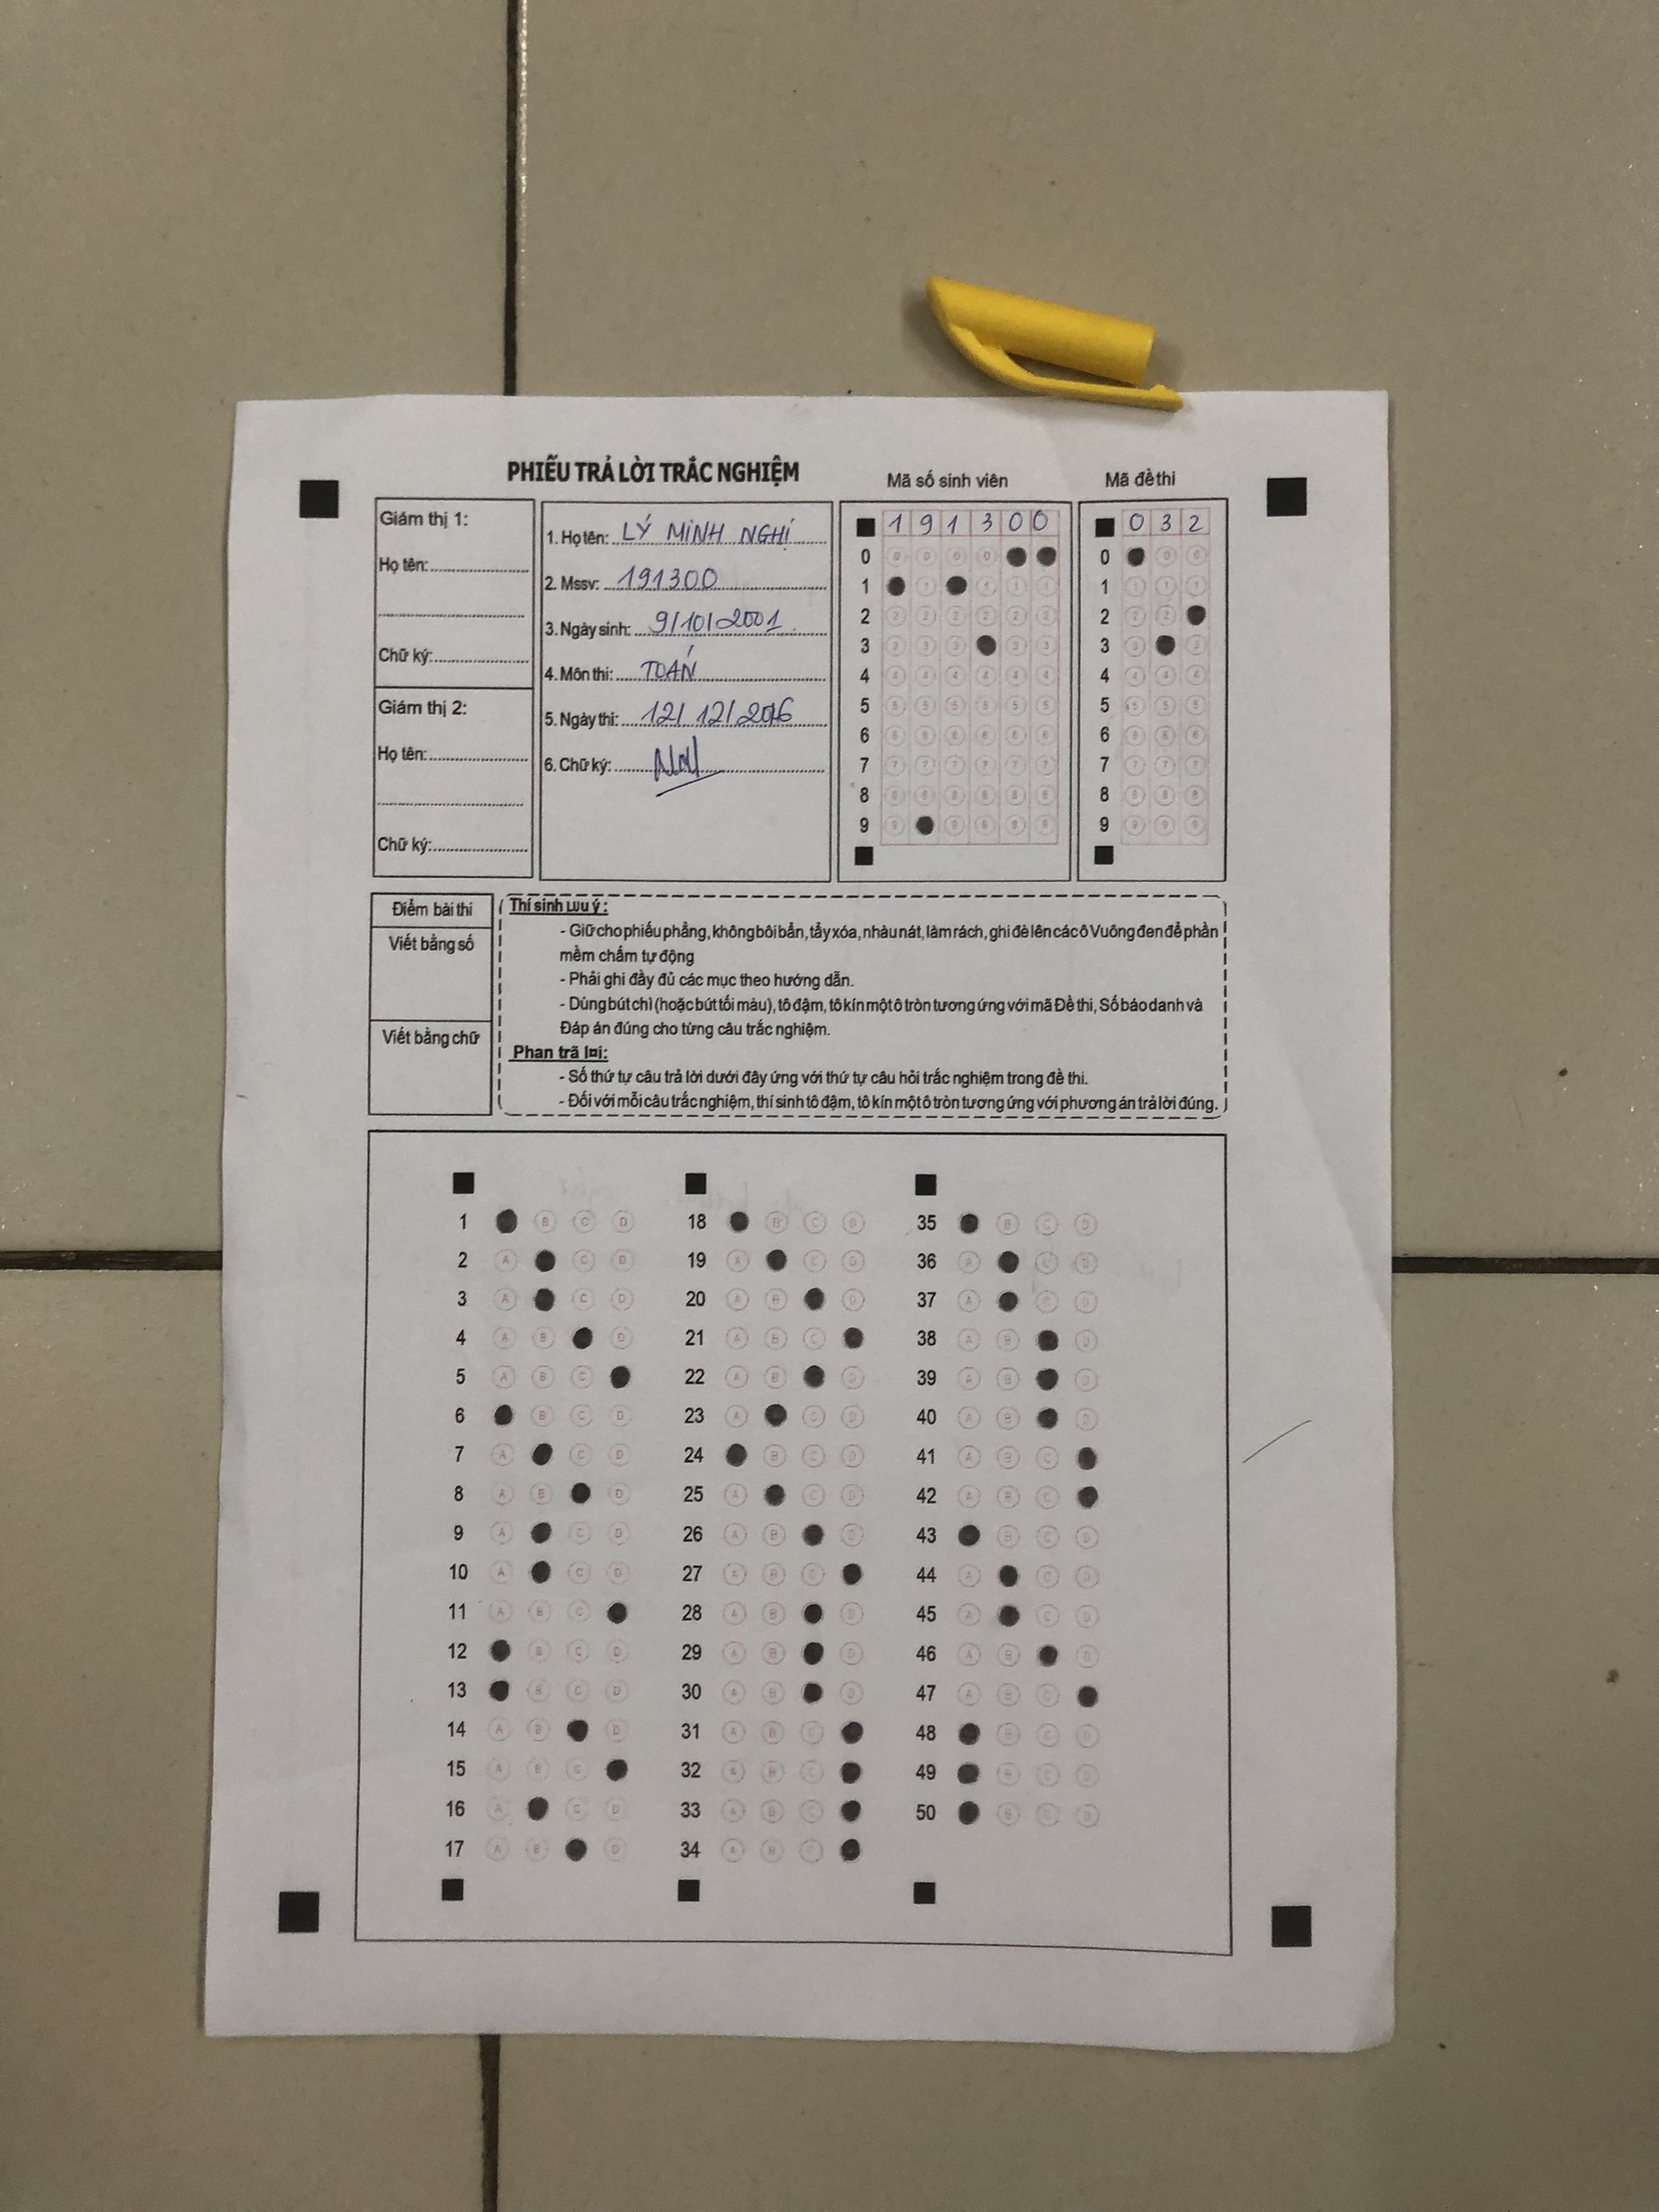 PHIẾU TRẢ LỜI TRẮC NGHIỆM
Giám thị 1:
Họ tên:
Chữ ký:
Giám thị 2:
Họ tên:
Chữ ký:
1. Họ tên: LÝ MINH NGHỊ
2. Mssv: 191300
3. Ngày sinh: 9/10/2001
4. Môn thi: TOÁN
5. Ngày thi: 12/12/2016
6. Chữ ký:
Mã số sinh viên
1 9 1 3 0 0
0
1
2
3
4
5
6
7
8
9
Mã đề thi
0 3 2
0
1
2
3
4
5
6
7
8
9
Điểm bài thi
Viết bằng số
Viết bằng chữ
Thí sinh Lưu ý:
- Giữ cho phiếu phẳng, không bôi bẩn, tẩy xóa, nhàu nát, làm rách, ghi đè lên các ô Vuông đen để phần
mềm chấm tự động
- Phải ghi đầy đủ các mục theo hướng dẫn.
- Dùng bút chì (hoặc bút tối màu), tô đậm, tô kín một ô tròn tương ứng với mã Đề thi, Số báo danh và
Đáp án đúng cho từng câu trắc nghiệm.
Phan trã lơi:
- Số thứ tự câu trả lời dưới đây ứng với thứ tự câu hỏi trắc nghiệm trong đề thi.
- Đối với mỗi câu trắc nghiệm, thí sinh tô đậm, tô kín một ô tròn tương ứng với phương án trả lời đúng.
1 B C D
2 A C D
3 A C D
4 A B D
5 A B C
6 B C D
7 A C D
8 A B D
9 A C D
10 A C D
11 A B C
12 B C D
13 B C D
14 A B D
15 A B C
16 A C D
17 A B D
18 B C D
19 A C D
20 A B D
21 A B C
22 A B D
23 A C D
24 B C D
25 A C D
26 A B D
27 A B C
28 A B D
29 A B D
30 A B D
31 A B C
32 A B C
33 A B C
34 A B C
35 B C D
36 A C D
37 A C D
38 A B D
39 A B D
40 A B D
41 A B C
42 A B C
43 B C D
44 A C D
45 A C D
46 A B D
47 A B C
48 B C D
49 B C D
50 B C D